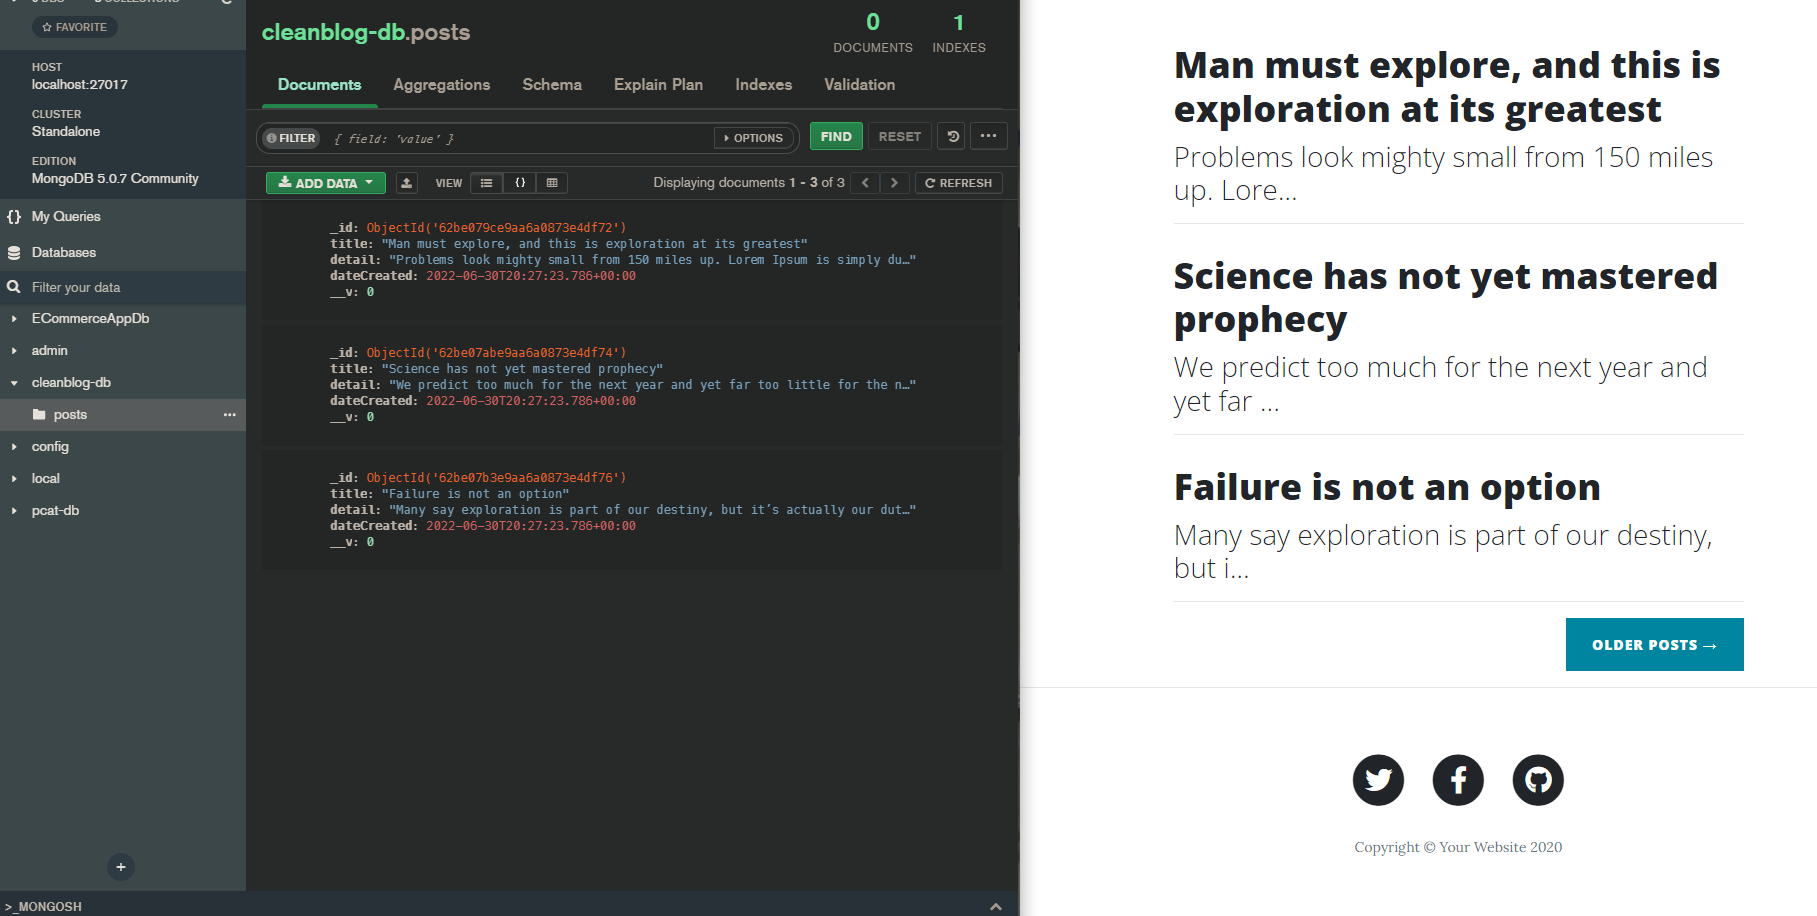 FAVORITE
HOST
localhost:27017
CLUSTER
Standalone
EDITION
MongoDB 5.0.7 Community
My Queries
Databases
Filter your data
ECommerceAppDb
admin
cleanblog-db
posts
config
local
pcat-db
>_MONGOSH
cleanblog-db.posts
0
DOCUMENTS
1
INDEXES
Documents Aggregations Schema Explain Plan Indexes Validation
FILTER { field: 'value' } OPTIONS FIND RESET
ADD DATA VIEW {} Displaying documents 1 - 3 of 3 REFRESH
_id: ObjectId('62be079ce9aa6a0873e4df72')
title: "Man must explore, and this is exploration at its greatest"
detail: "Problems look mighty small from 150 miles up. Lorem Ipsum is simply du…"
dateCreated: 2022-06-30T20:27:23.786+00:00
__v: 0
_id: ObjectId('62be07abe9aa6a0873e4df74')
title: "Science has not yet mastered prophecy"
detail: "We predict too much for the next year and yet far too little for the n…"
dateCreated: 2022-06-30T20:27:23.786+00:00
__v: 0
_id: ObjectId('62be07b3e9aa6a0873e4df76')
title: "Failure is not an option"
detail: "Many say exploration is part of our destiny, but it’s actually our dut…"
dateCreated: 2022-06-30T20:27:23.786+00:00
__v: 0
Man must explore, and this is
exploration at its greatest
Problems look mighty small from 150 miles
up. Lore...
Science has not yet mastered
prophecy
We predict too much for the next year and
yet far ...
Failure is not an option
Many say exploration is part of our destiny,
but i...
OLDER POSTS →
Copyright © Your Website 2020